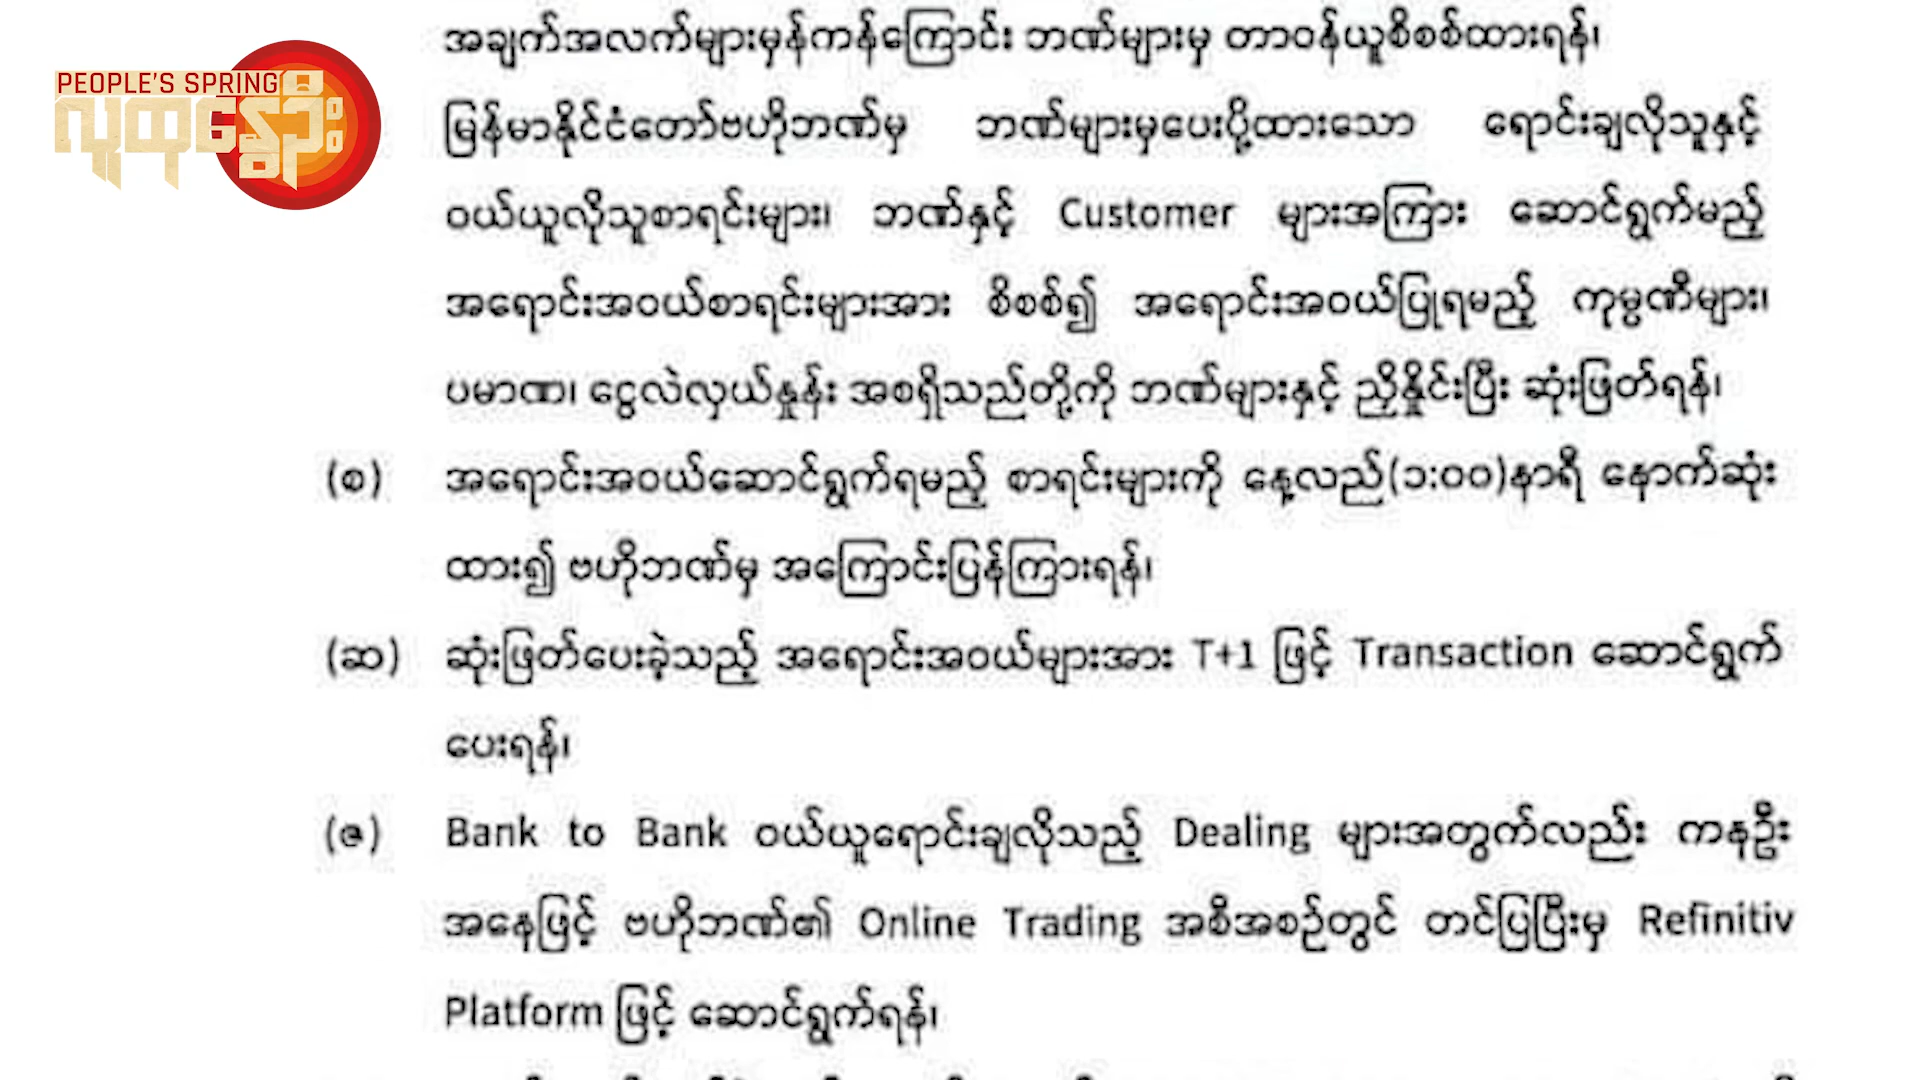 PEOPLE'S SPRING
လူထုနွေဦး
အချက်အလက်များမှန်ကန်ကြောင်း ဘဏ်များမှ တာဝန်ယူစိစစ်ထားရန်၊
မြန်မာနိုင်ငံတော်ဗဟိုဘဏ်မှ ဘဏ်များမှပေးပို့ထားသော ရောင်းချလိုသူနှင့်
ဝယ်ယူလိုသူစာရင်းများ၊ ဘဏ်နှင့် Customer များအကြား ဆောင်ရွက်မည့်
အရောင်းအဝယ်စာရင်းများအား စိစစ်၍ အရောင်းအဝယ်ပြုရမည့် ကုမ္ပဏီများ၊
ပမာဏ၊ ငွေလဲလှယ်နှုန်း အစရှိသည်တို့ကို ဘဏ်များနှင့် ညှိနှိုင်းပြီး ဆုံးဖြတ်ရန်၊
(စ) အရောင်းအဝယ်ဆောင်ရွက်ရမည့် စာရင်းများကို နေ့လည်(၁:၀၀)နာရီ နောက်ဆုံး
ထား၍ ဗဟိုဘဏ်မှ အကြောင်းပြန်ကြားရန်၊
(ဆ) ဆုံးဖြတ်ပေးခဲ့သည့် အရောင်းအဝယ်များအား T+1 ဖြင့် Transaction ဆောင်ရွက်
ပေးရန်၊
(ဇ) Bank to Bank ဝယ်ယူရောင်းချလိုသည့် Dealing များအတွက်လည်း ကနဦး
အနေဖြင့် ဗဟိုဘဏ်၏ Online Trading အစီအစဉ်တွင် တင်ပြပြီးမှ Refinitiv
Platform ဖြင့် ဆောင်ရွက်ရန်၊